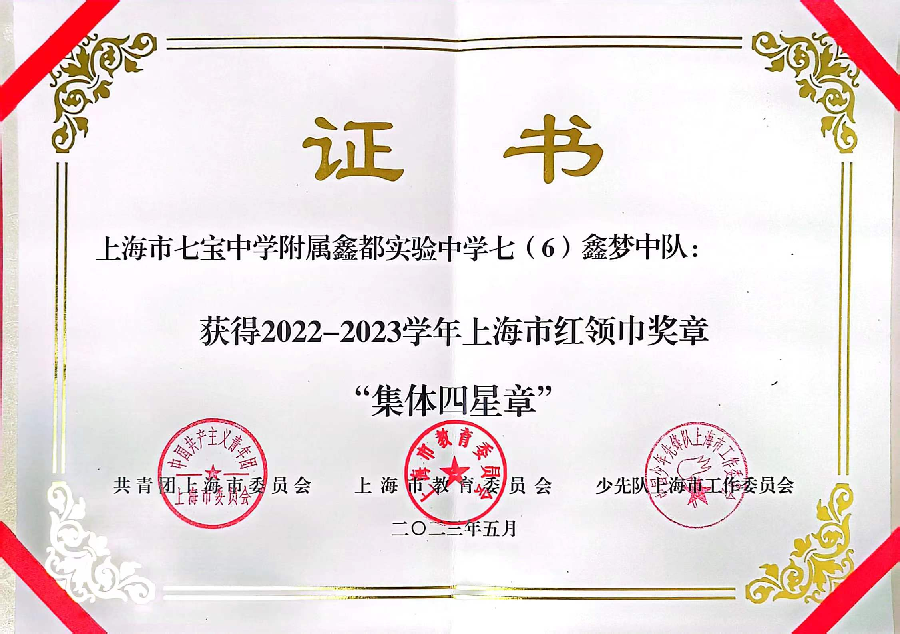 证 书
上海市七宝中学附属鑫都实验中学七（6）鑫梦中队：
获得2022-2023学年上海市红领巾奖章
“集体四星章”
中国共产主义青年团
上海市委员会
上海市教育委员会
中国少年先锋队上海市工作委员会
共青团上海市委员会 上海市教育委员会 少先队上海市工作委员会
二〇二三年五月